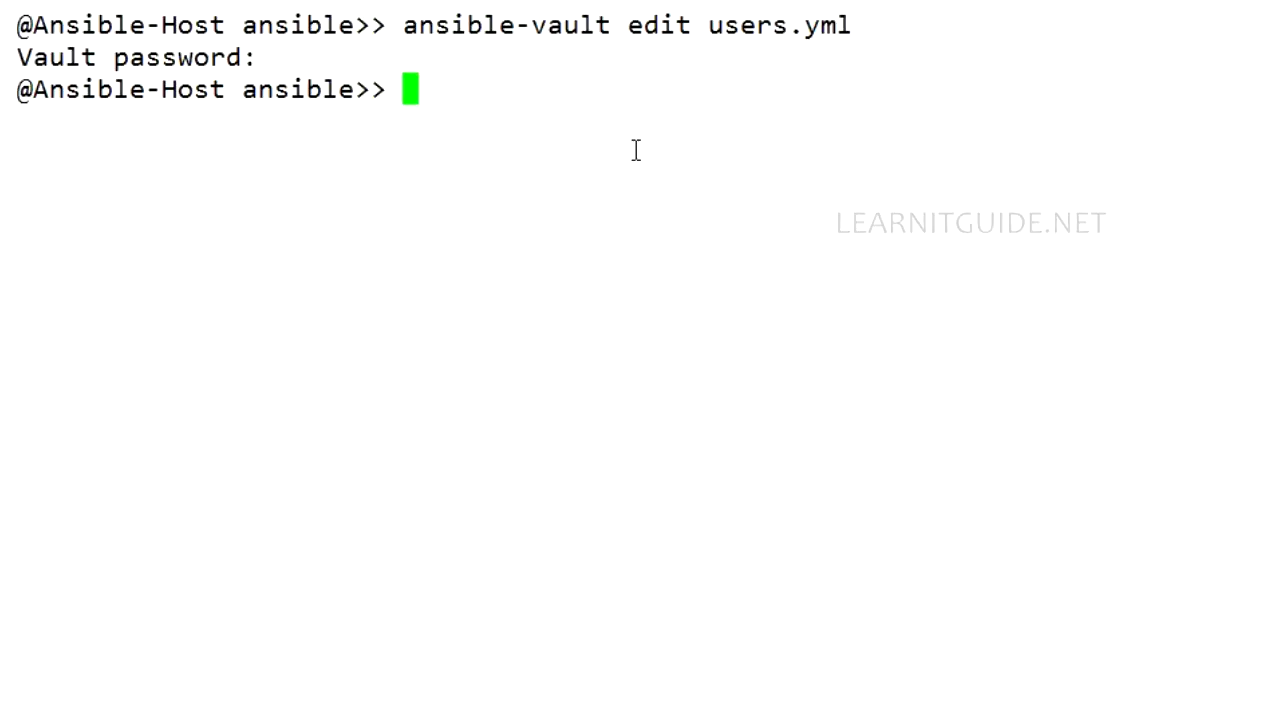 @Ansible-Host ansible>> ansible-vault edit users.yml
Vault password:
@Ansible-Host ansible>>
LEARNITGUIDE.NET